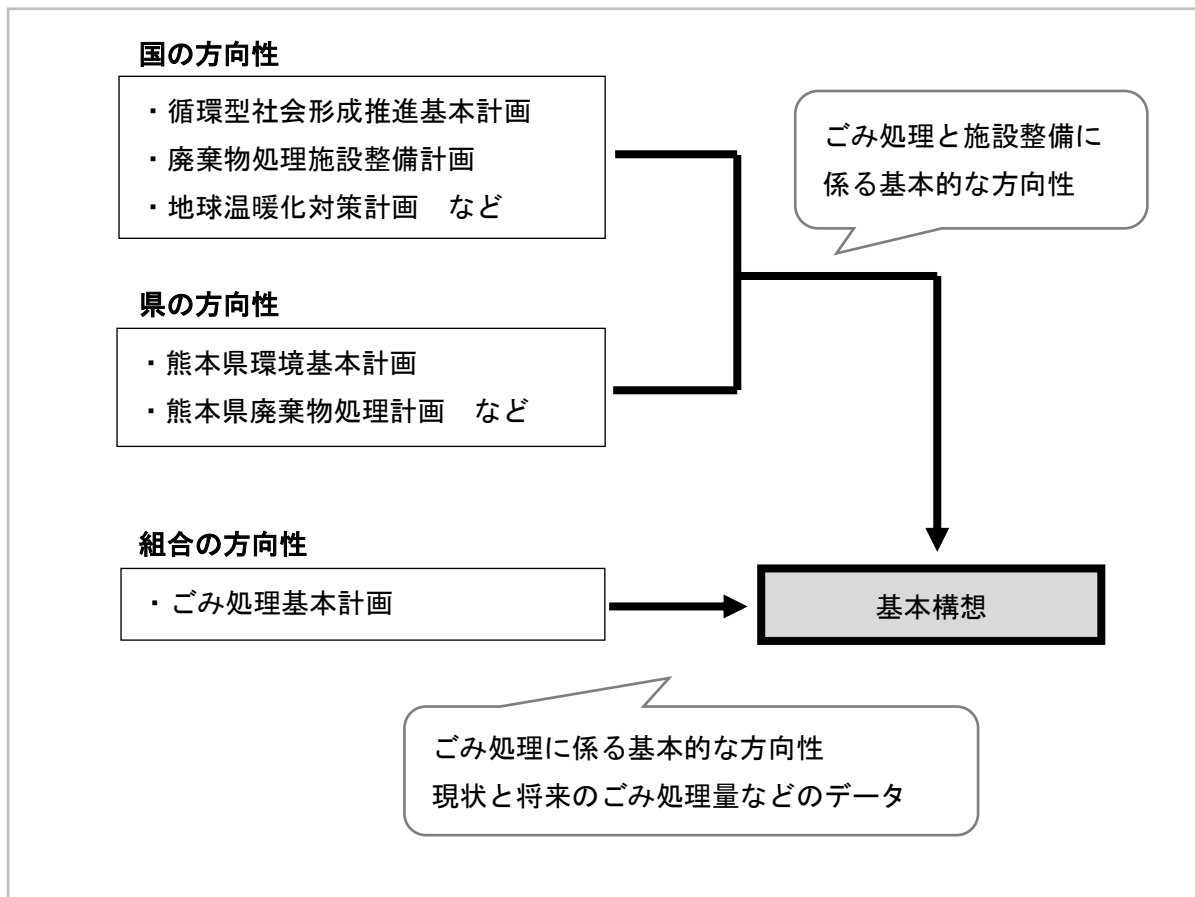 国の方向性
・循環型社会形成推進基本計画
・廃棄物処理施設整備計画
・地球温暖化対策計画　など
ごみ処理と施設整備に
係る基本的な方向性
県の方向性
・熊本県環境基本計画
・熊本県廃棄物処理計画　など
組合の方向性
・ごみ処理基本計画
基本構想
ごみ処理に係る基本的な方向性
現状と将来のごみ処理量などのデータ